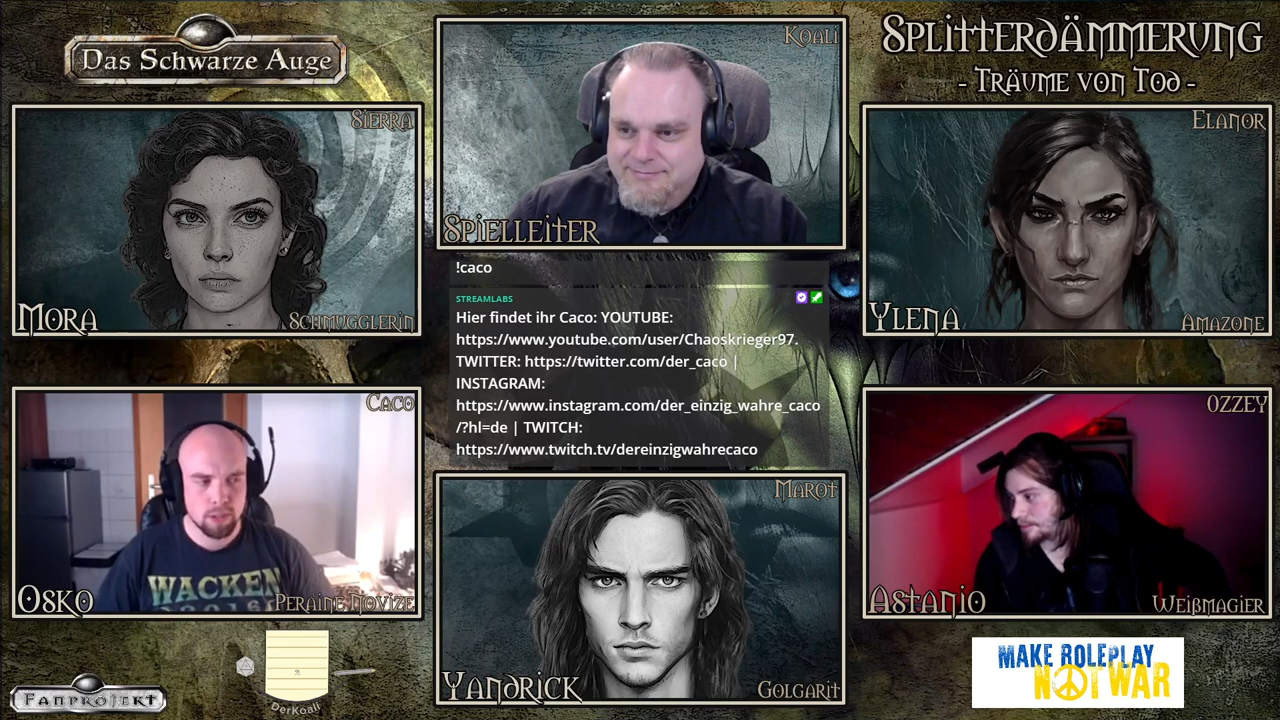 Das Schwarze Auge
Splitterdämmerung
- Träume von Tod -
Koali
Spielleiter
Sierra
Mora
Schmugglerin
Elanor
Ylena
Amazone
!caco
STREAMLABS
Hier findet ihr Caco: YOUTUBE:
https://www.youtube.com/user/Chaoskrieger97.
TWITTER: https://twitter.com/der_caco |
INSTAGRAM:
https://www.instagram.com/der_einzig_wahre_caco
/?hl=de | TWITCH:
https://www.twitch.tv/dereinzigwahrecaco
Caco
WACKEN
Osko
Peraine Novize
Marot
Yandrick
Golgarit
Ozzey
Astanio
Weißmagier
Fanprojekt
DerKoali
MAKE ROLEPLAY
NOT WAR